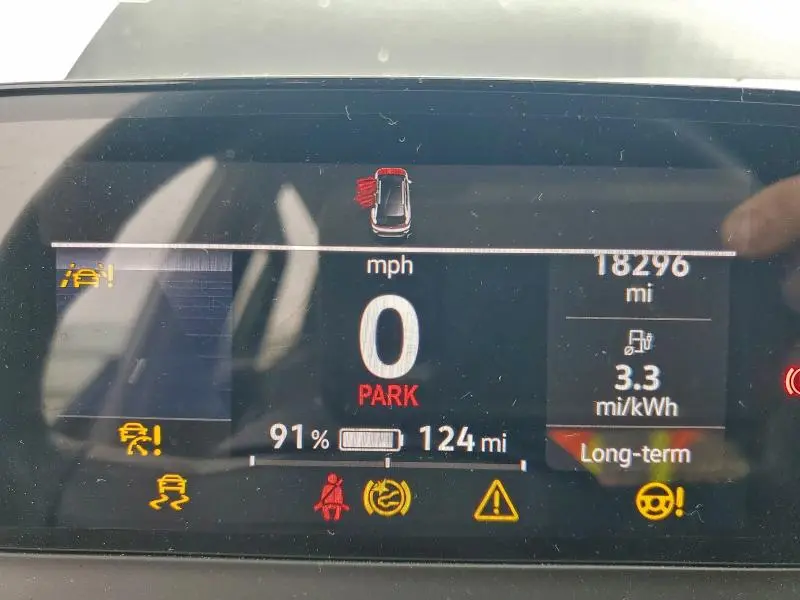 mph
18296
mi
0
PARK
3.3
mi/kWh
91% 124 mi
Long-term